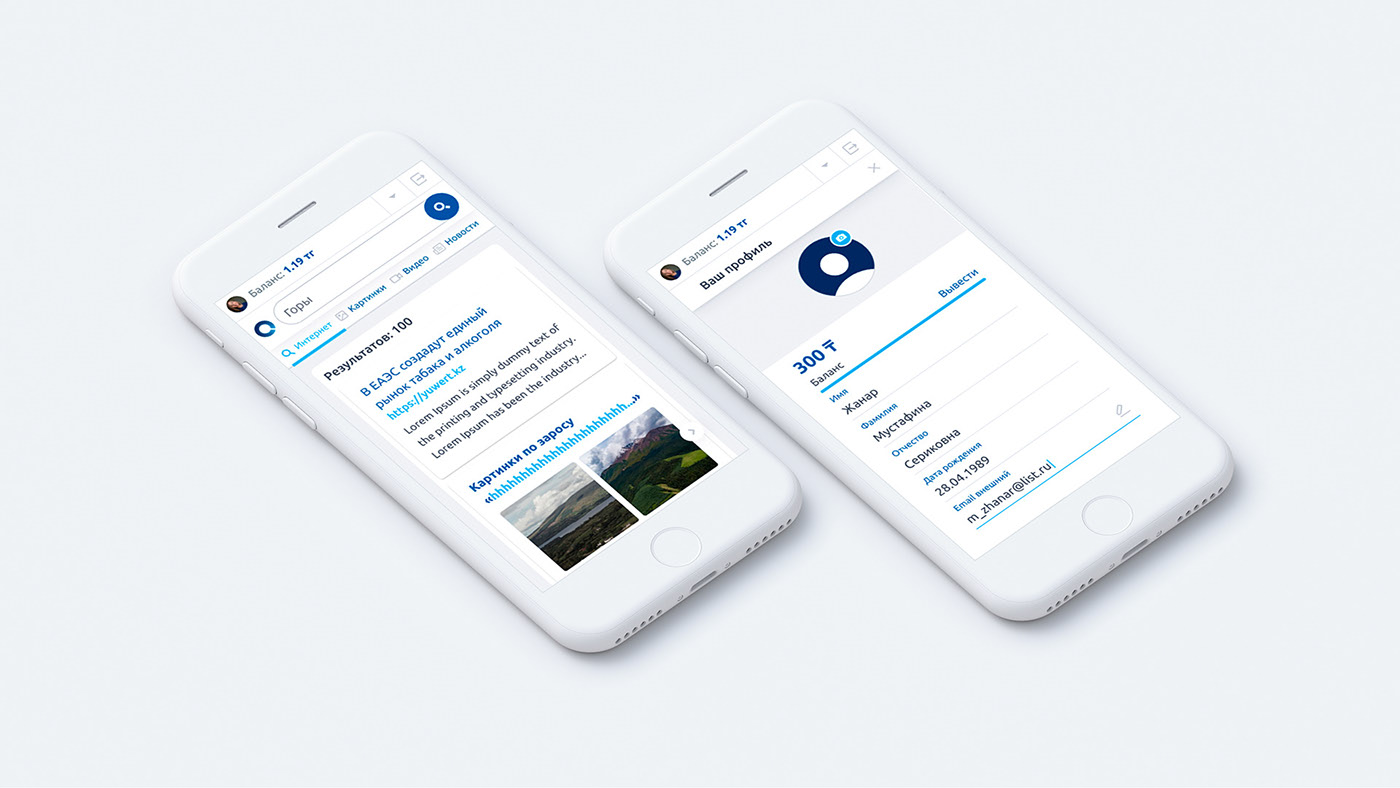 Баланс: 1.19 тг
Горы
Интернет
Картинки
Видео
Новости
Результатов: 100
В ЕАЭС создадут единый
рынок табака и алкоголя
https://yuwert.kz
Lorem Ipsum is simply dummy text of
the printing and typesetting industry.
Lorem Ipsum has been the industry...
Картинки по заросу
«hhhhhhhhhhhhhhhhhhhh...»
Баланс: 1.19 тг
Ваш профиль
300 ₸
Вывести
Баланс
Имя
Жанар
Фамилия
Мустафина
Отчество
Сериковна
Дата рождения
28.04.1989
Email внешний
m_zhanar@list.ru